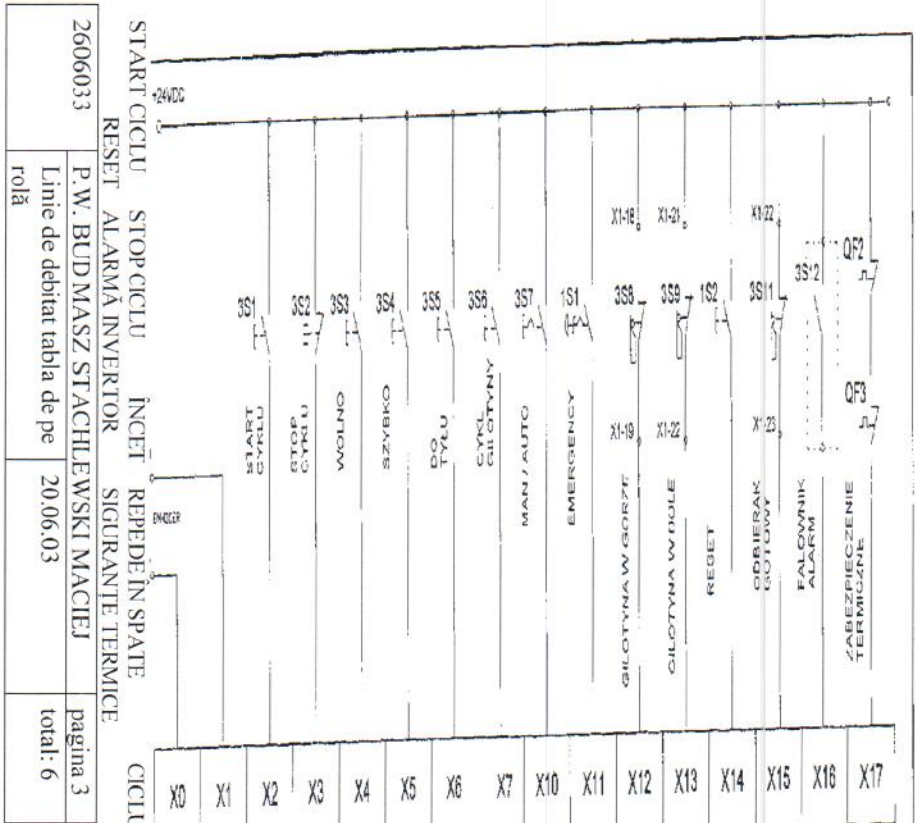 +24VDC
ENKODER
3S1
START
CYKLU
X0
X1
X2
3S2
STOP
CYKLU
X3
3S3
WOLNO
X4
3S4
SZYBKO
X5
3S5
DO
TYŁU
X6
3S6
CYKL
GILOTYNY
X7
3S7
MAN / AUTO
X10
1S1
EMERGENCY
X11
X1-18
3S8
X1-19
GILOTYNA W GORZE
X12
X1-21
3S9
X1-22
GILOTYNA W DOLE
X13
1S2
RESET
X14
X1-22
3S11
X1-23
ODBIERAK
GOTOWY
X15
3S12
FALOWNIK
ALARM
X16
QF2
QF3
ZABEZPIECZENIE
TERMICZNE
X17
START CICLU STOP CICLU ÎNCET REPEDE ÎN SPATE CICLU
RESET ALARMĂ INVERTOR SIGURANȚE TERMICE
2606033
P.W. BUDMASZ STACHLEWSKI MACIEJ
pagina 3
Linie de debitat tabla de pe
rolă
20.06.03
total: 6